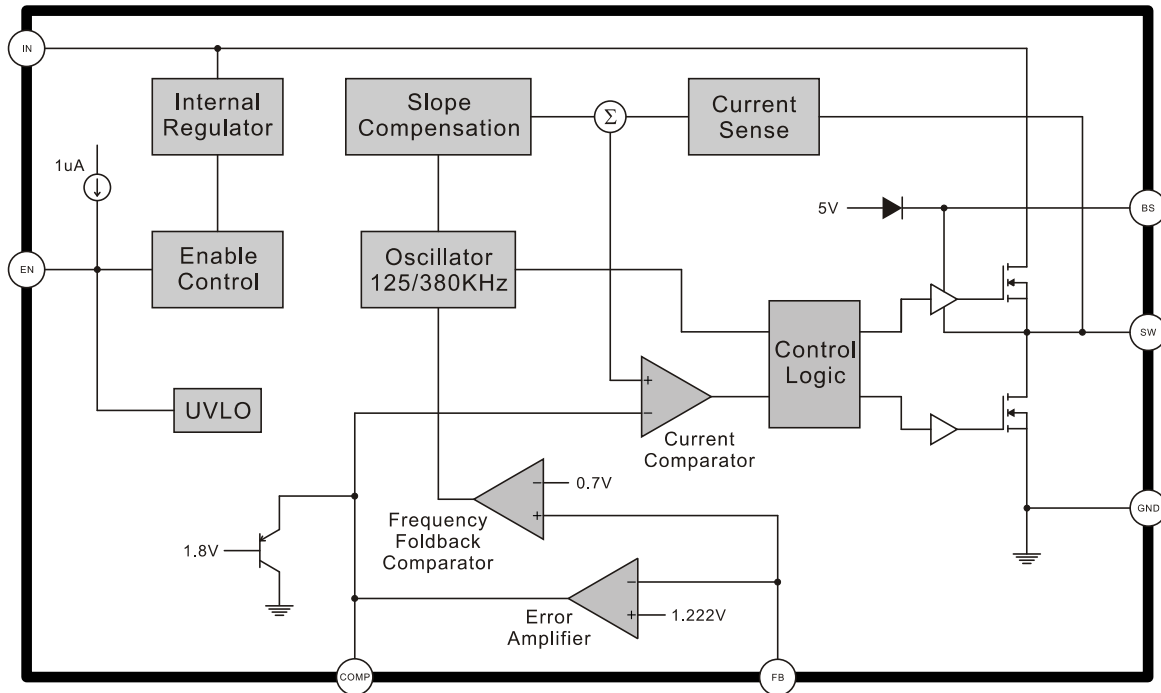 IN
Internal
Regulator
Slope
Compensation
Σ
Current
Sense
1uA
5V
BS
EN
Enable
Control
Oscillator
125/380KHz
SW
Control
Logic
+
−
Current
Comparator
UVLO
−
0.7V
+
Frequency
Foldback
Comparator
GND
1.8V
−
+
1.222V
Error
Amplifier
COMP
FB